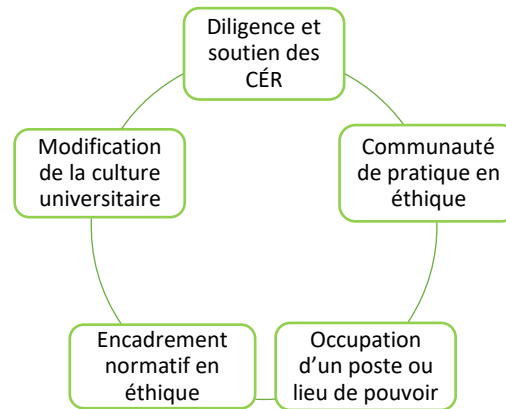 Diligence et
soutien des
CÉR
Communauté
de pratique en
éthique
Occupation
d’un poste ou
lieu de pouvoir
Encadrement
normatif en
éthique
Modification
de la culture
universitaire